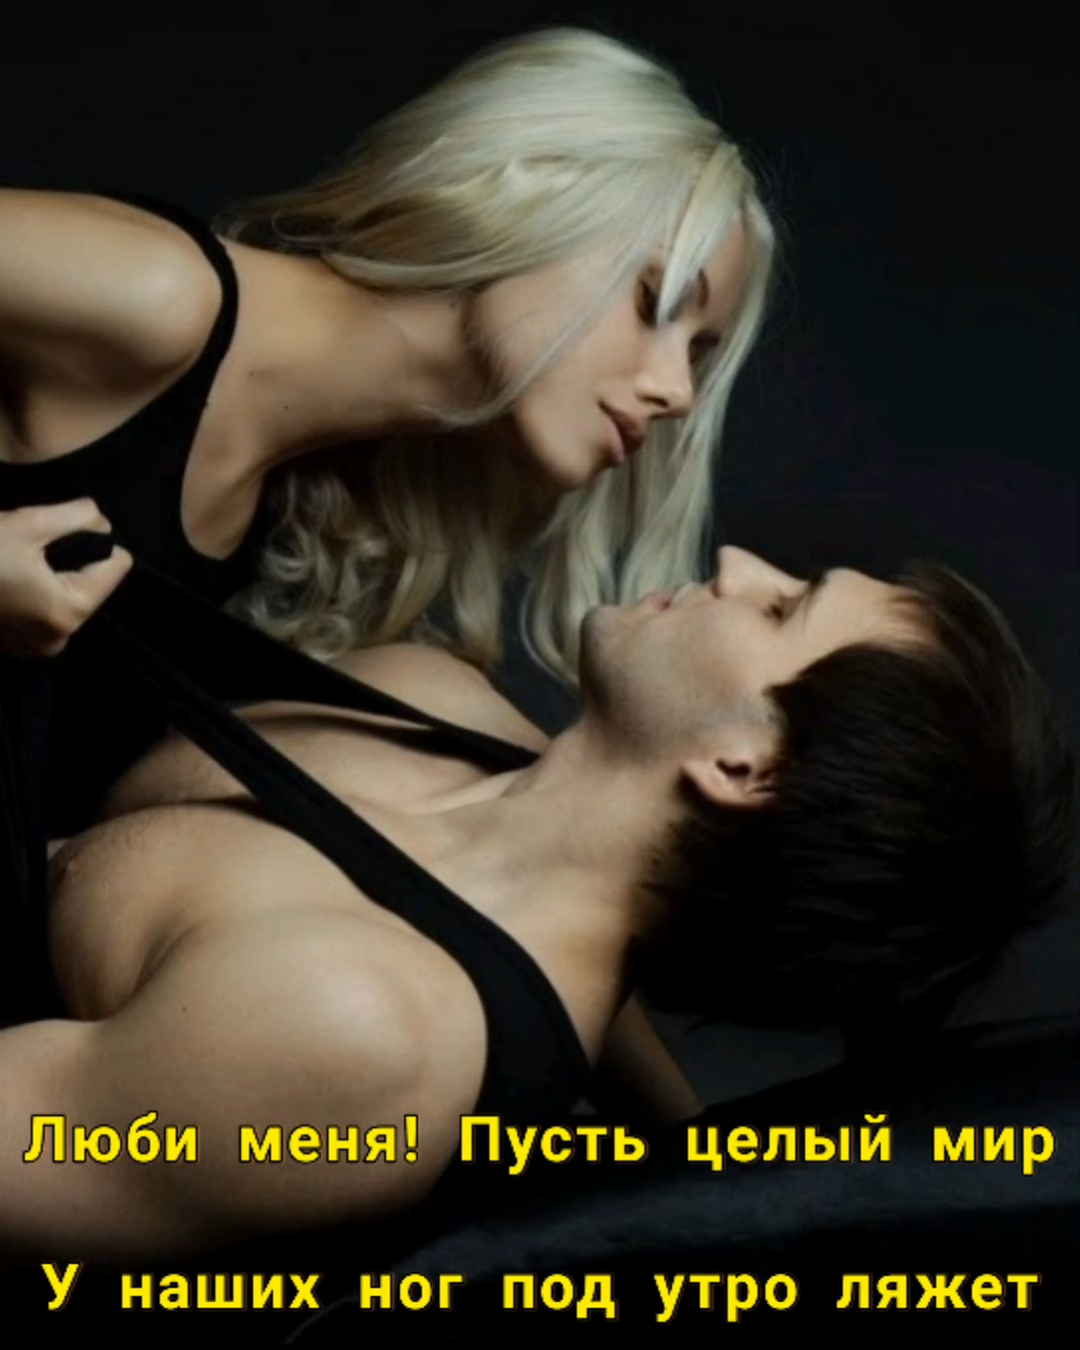 Люби меня! Пусть целый мир
У наших ног под утро ляжет